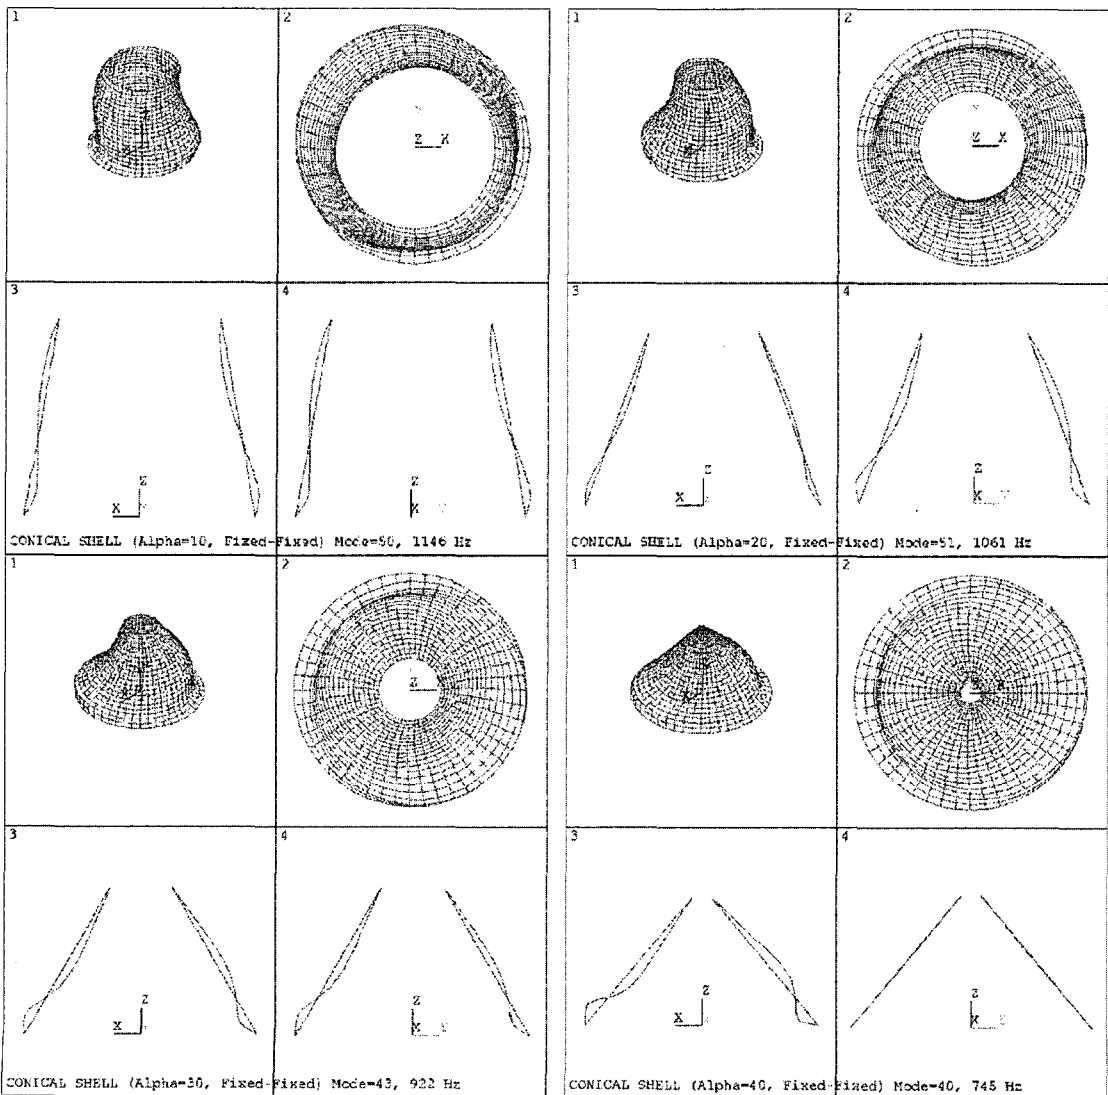 1
2
Z X
3
4
Z
X
Z
X
CONICAL SHELL (Alpha=10, Fixed-Fixed) Mode=50, 1146 Hz
1
2
Z X
3
4
Z
X
Z
X Y
CONICAL SHELL (Alpha=20, Fixed-Fixed) Mode=51, 1061 Hz
1
2
Z
3
4
Z
X
Z
X Y
CONICAL SHELL (Alpha=30, Fixed-Fixed) Mode=43, 922 Hz
1
2
3
4
Z
X
Z
X Y
CONICAL SHELL (Alpha=40, Fixed-Fixed) Mode=40, 745 Hz